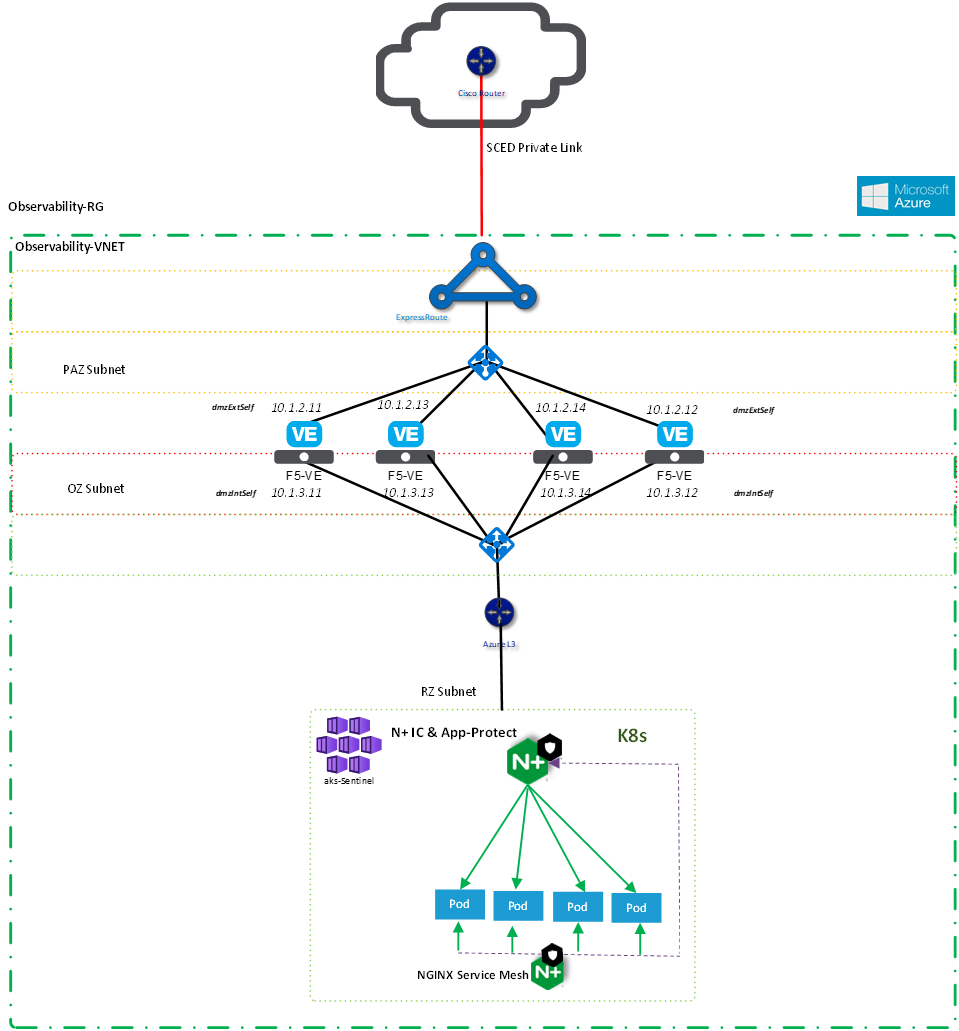 Cisco Router
SCED Private Link
Microsoft
Azure
Observability-RG
Observability-VNET
ExpressRoute
PAZ Subnet
dmzExtSelf
10.1.2.11
10.1.2.13
10.1.2.14
10.1.2.12
dmzExtSelf
VE
VE
VE
VE
F5-VE
F5-VE
F5-VE
F5-VE
OZ Subnet
dmzIntSelf
10.1.3.11
10.1.3.13
10.1.3.14
10.1.3.12
dmzIntSelf
Azure L3
RZ Subnet
N+ IC & App-Protect
K8s
N+
aks-Sentinel
Pod
Pod
Pod
Pod
NGINX Service Mesh
N+